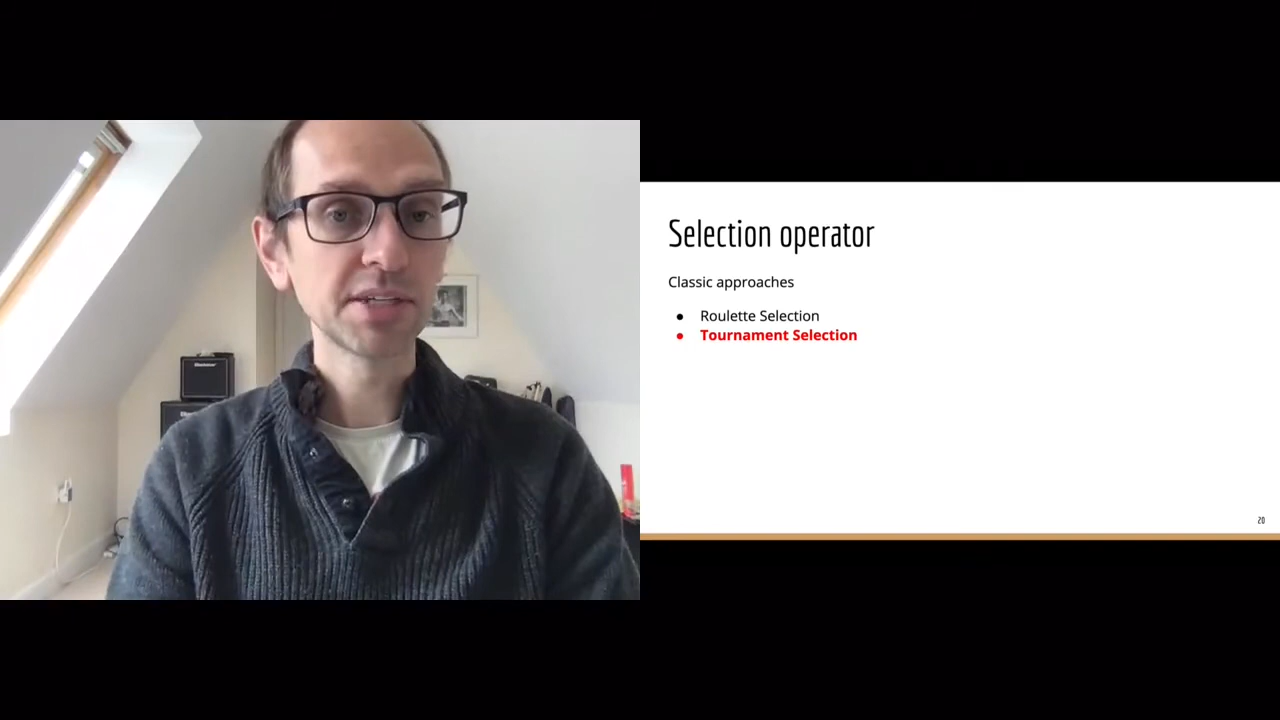 Selection operator
Classic approaches
● Roulette Selection
● Tournament Selection
20